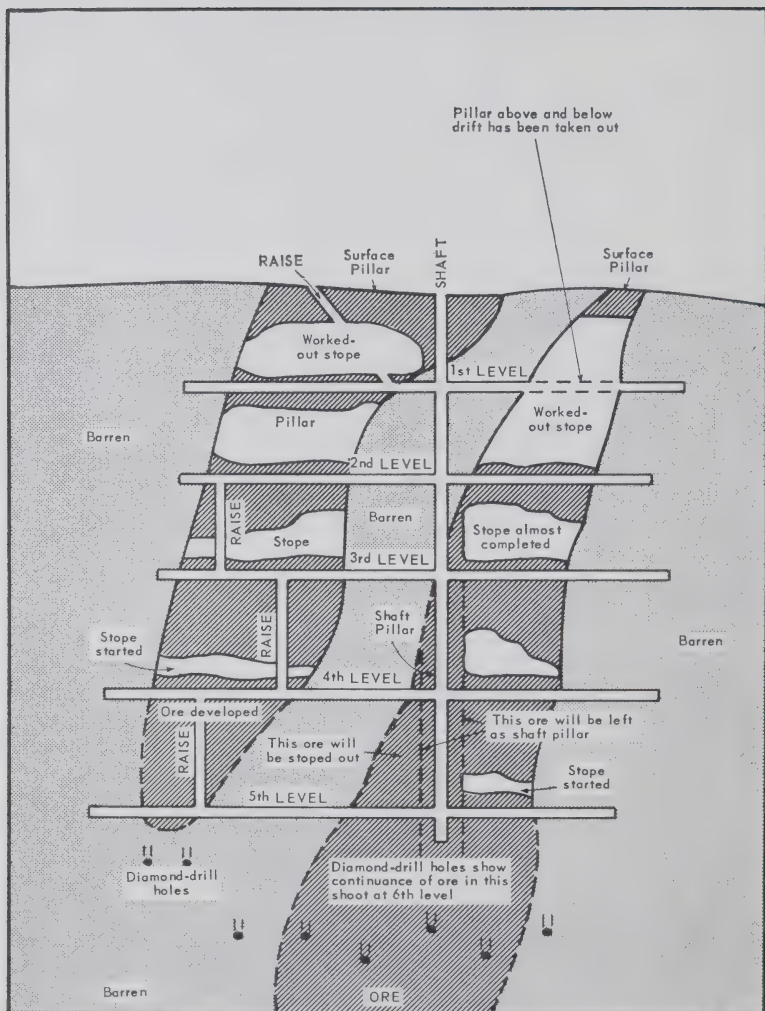 Pillar above and below
drift has been taken out
RAISE
Surface
Pillar
SHAFT
Surface
Pillar
Worked-
out stope
1st LEVEL
Barren
Pillar
Worked-
out stope
2nd LEVEL
RAISE
Barren
Stope
Stope almost
completed
3rd LEVEL
RAISE
Shaft
Pillar
Stope
started
Barren
4th LEVEL
Ore developed
RAISE
This ore will
be stoped out
This ore will be left
as shaft pillar
Stope
started
5th LEVEL
Diamond-drill
holes
Diamond-drill holes show
continuance of ore in this
shoot at 6th level
Barren
ORE